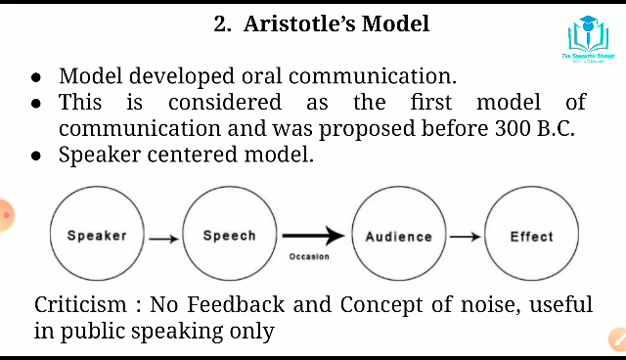 2. Aristotle's Model
● Model developed oral communication.
● This is considered as the first model of
communication and was proposed before 300 B.C.
● Speaker centered model.
Speaker
Speech
Occasion
Audience
Effect
Criticism : No Feedback and Concept of noise, useful
in public speaking only